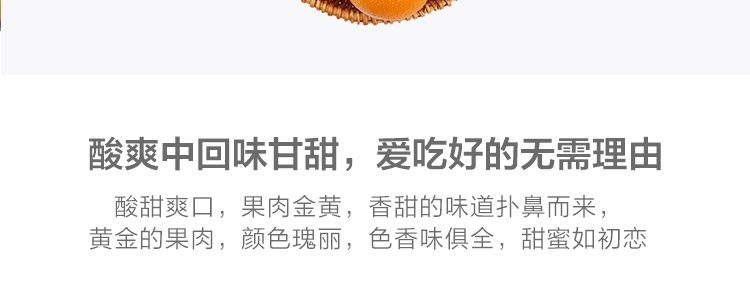 酸爽中回味甘甜，爱吃好的无需理由
酸甜爽口，果肉金黄，香甜的味道扑鼻而来，
黄金的果肉，颜色瑰丽，色香味俱全，甜蜜如初恋